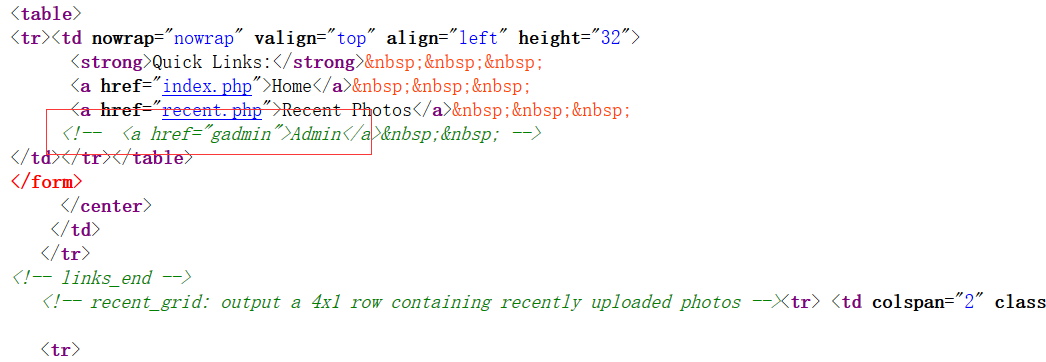 <table>
<tr><td nowrap="nowrap" valign="top" align="left" height="32">
<strong>Quick Links:</strong>&nbsp;&nbsp;&nbsp;
<a href="index.php">Home</a>&nbsp;&nbsp;&nbsp;
<a href="recent.php">Recent Photos</a>&nbsp;&nbsp;&nbsp;
<!--  <a href="gadmin">Admin</a>&nbsp;&nbsp; -->
</td></tr></table>
</form>
</center>
</td>
</tr>
<!-- links_end -->
<!-- recent_grid: output a 4x1 row containing recently uploaded photos --><tr> <td colspan="2" class
<tr>